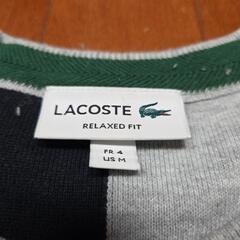 LACOSTE
RELAXED FIT
FR 4
US M